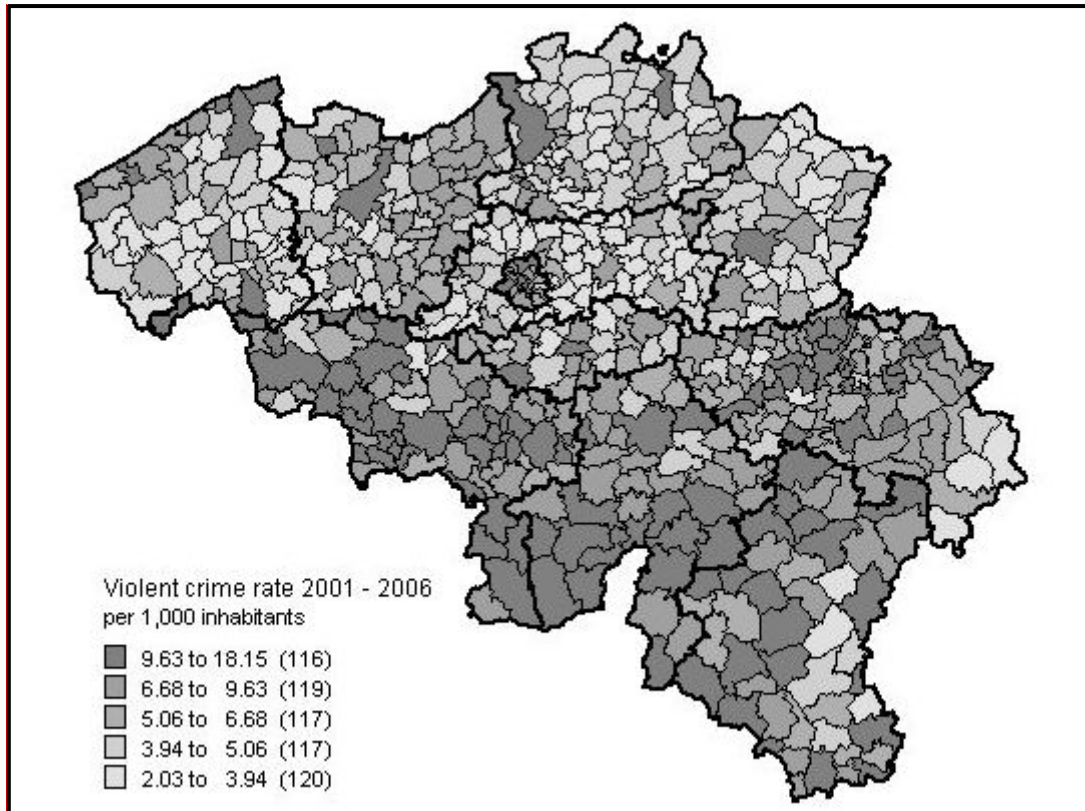 Violent crime rate 2001 - 2006
per 1,000 inhabitants
9.63 to 18.15 (116)
6.68 to 9.63 (119)
5.06 to 6.68 (117)
3.94 to 5.06 (117)
2.03 to 3.94 (120)